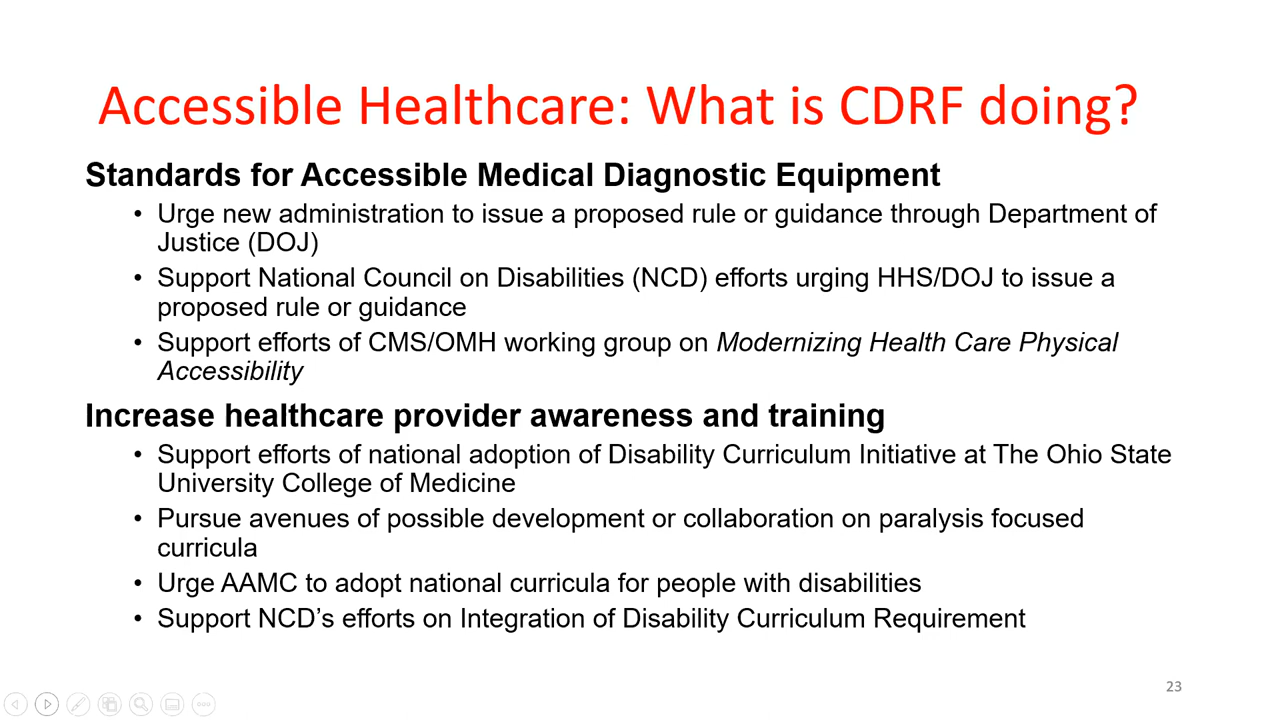 Accessible Healthcare: What is CDRF doing?
Standards for Accessible Medical Diagnostic Equipment
• Urge new administration to issue a proposed rule or guidance through Department of
Justice (DOJ)
• Support National Council on Disabilities (NCD) efforts urging HHS/DOJ to issue a
proposed rule or guidance
• Support efforts of CMS/OMH working group on Modernizing Health Care Physical
Accessibility
Increase healthcare provider awareness and training
• Support efforts of national adoption of Disability Curriculum Initiative at The Ohio State
University College of Medicine
• Pursue avenues of possible development or collaboration on paralysis focused
curricula
• Urge AAMC to adopt national curricula for people with disabilities
• Support NCD’s efforts on Integration of Disability Curriculum Requirement
23